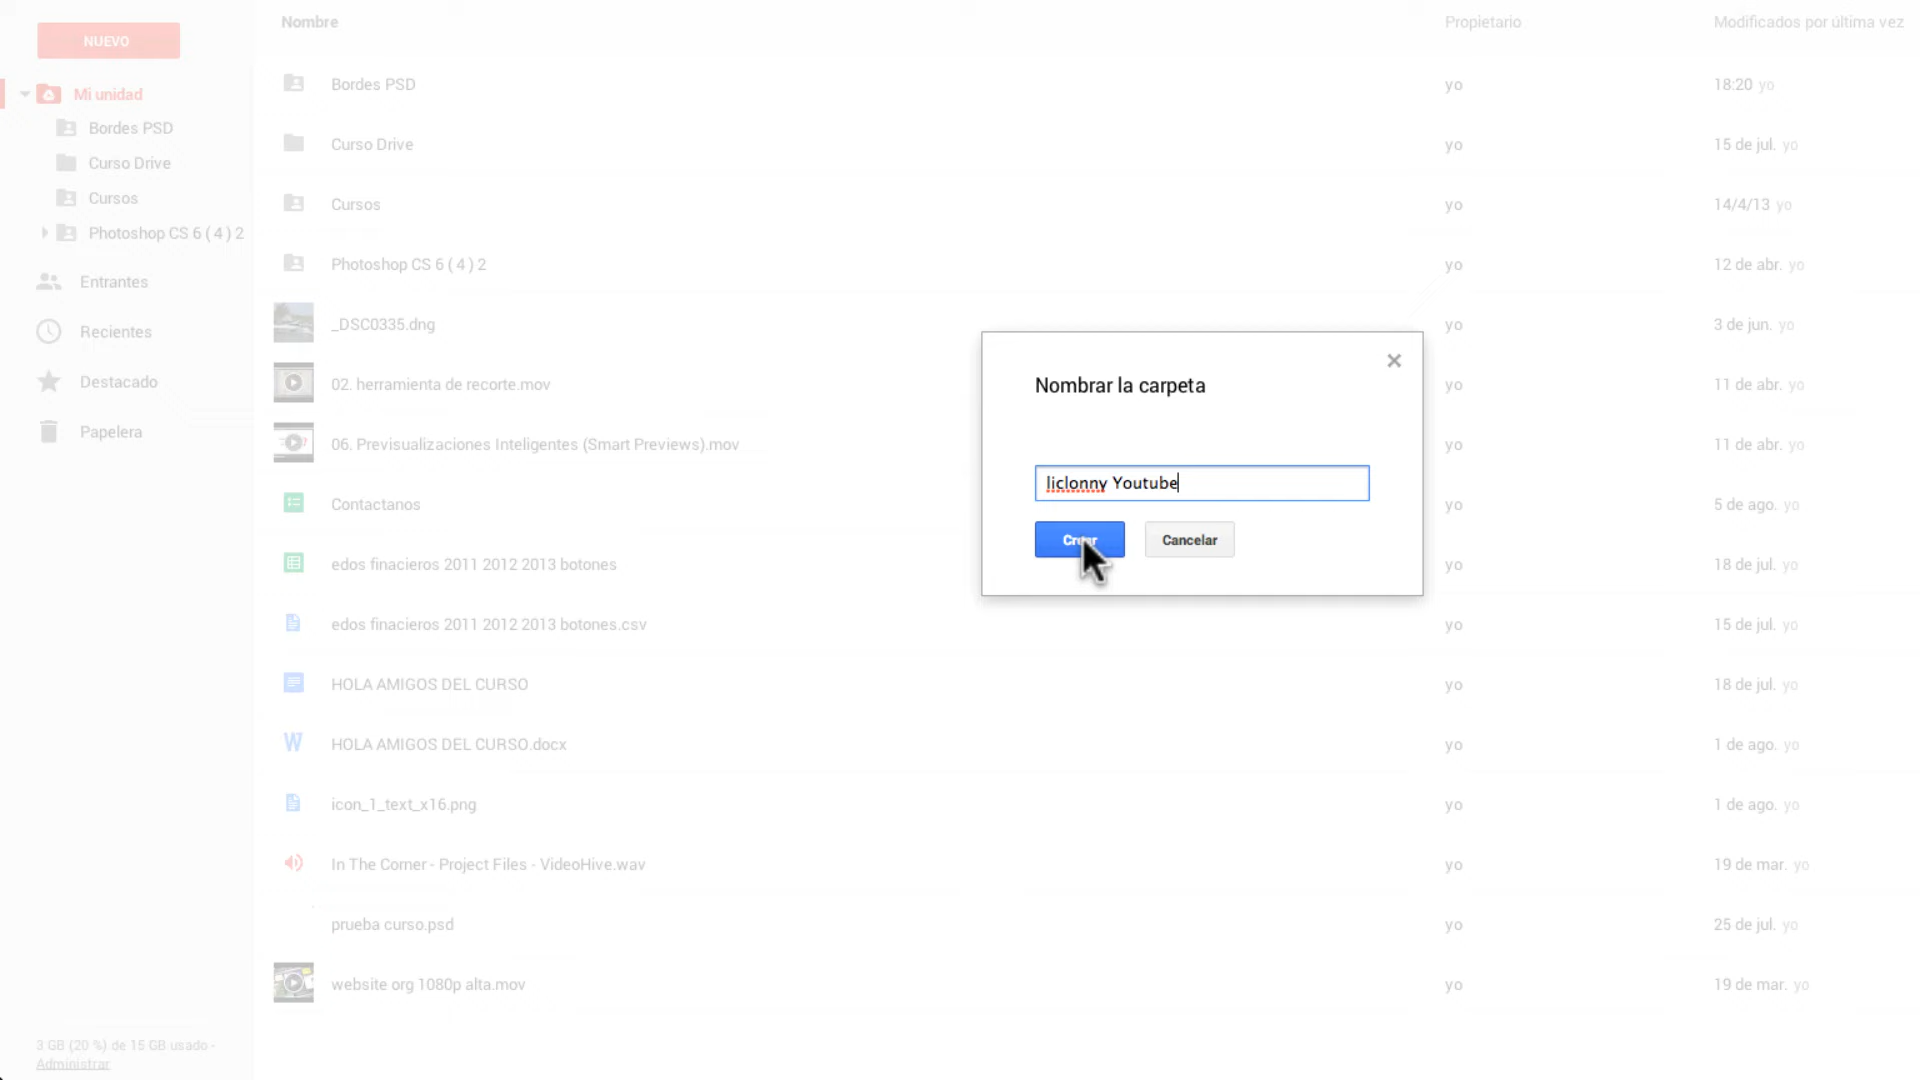 NUEVO
Mi unidad
Bordes PSD
Curso Drive
Cursos
Photoshop CS 6 ( 4 ) 2
Entrantes
Recientes
Destacado
Papelera
3 GB (20 %) de 15 GB usado -
Administrar
Nombre Propietario Modificados por última vez
Bordes PSD yo 18:20 yo
Curso Drive yo 15 de jul. yo
Cursos yo 14/4/13 yo
Photoshop CS 6 ( 4 ) 2 yo 12 de abr. yo
_DSC0335.dng yo 3 de jun. yo
02. herramienta de recorte.mov yo 11 de abr. yo
06. Previsualizaciones Inteligentes (Smart Previews).mov yo 11 de abr. yo
Contactanos yo 5 de ago. yo
edos finacieros 2011 2012 2013 botones yo 18 de jul. yo
edos finacieros 2011 2012 2013 botones.csv yo 15 de jul. yo
HOLA AMIGOS DEL CURSO yo 18 de jul. yo
W HOLA AMIGOS DEL CURSO.docx yo 1 de ago. yo
icon_1_text_x16.png yo 1 de ago. yo
In The Corner - Project Files - VideoHive.wav yo 19 de mar. yo
prueba curso.psd yo 25 de jul. yo
website org 1080p alta.mov yo 19 de mar. yo
Nombrar la carpeta
liclonny Youtube
Crear Cancelar